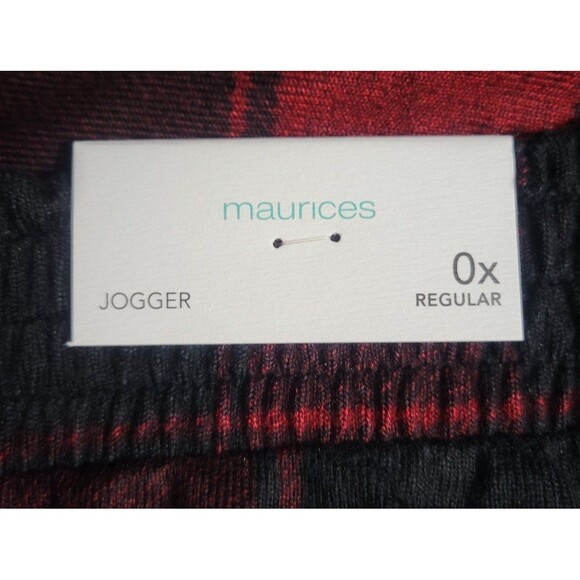 maurices
JOGGER
0x
REGULAR